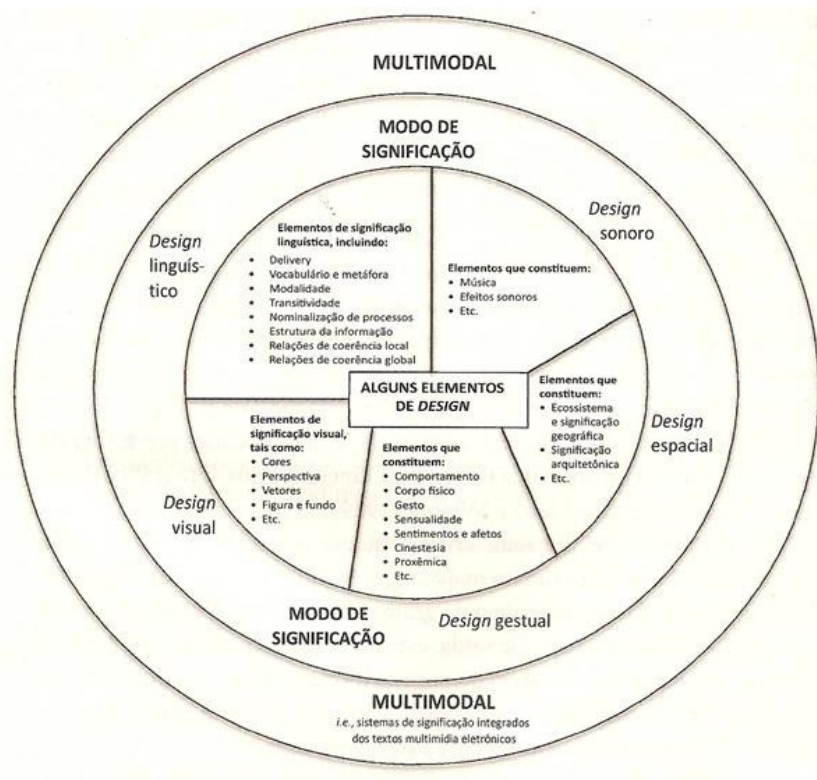 MULTIMODAL
MODO DE
SIGNIFICAÇÃO
Design
linguís-
tico
Elementos de significação
linguística, incluindo:
• Delivery
• Vocabulário e metáfora
• Modalidade
• Transitividade
• Nominalização de processos
• Estrutura da informação
• Relações de coerência local
• Relações de coerência global
Design
sonoro
Elementos que constituem:
• Música
• Efeitos sonoros
• Etc.
ALGUNS ELEMENTOS
DE DESIGN
Elementos que
constituem:
• Ecossistema
e significação
geográfica
• Significação
arquitetônica
• Etc.
Design
espacial
Elementos de
significação visual,
tais como:
• Cores
• Perspectiva
• Vetores
• Figura e fundo
• Etc.
Design
visual
Elementos que
constituem:
• Comportamento
• Corpo físico
• Gesto
• Sensualidade
• Sentimentos e afetos
• Cinestesia
• Proxêmica
• Etc.
MODO DE
SIGNIFICAÇÃO
Design gestual
MULTIMODAL
i.e., sistemas de significação integrados
dos textos multimídia eletrônicos